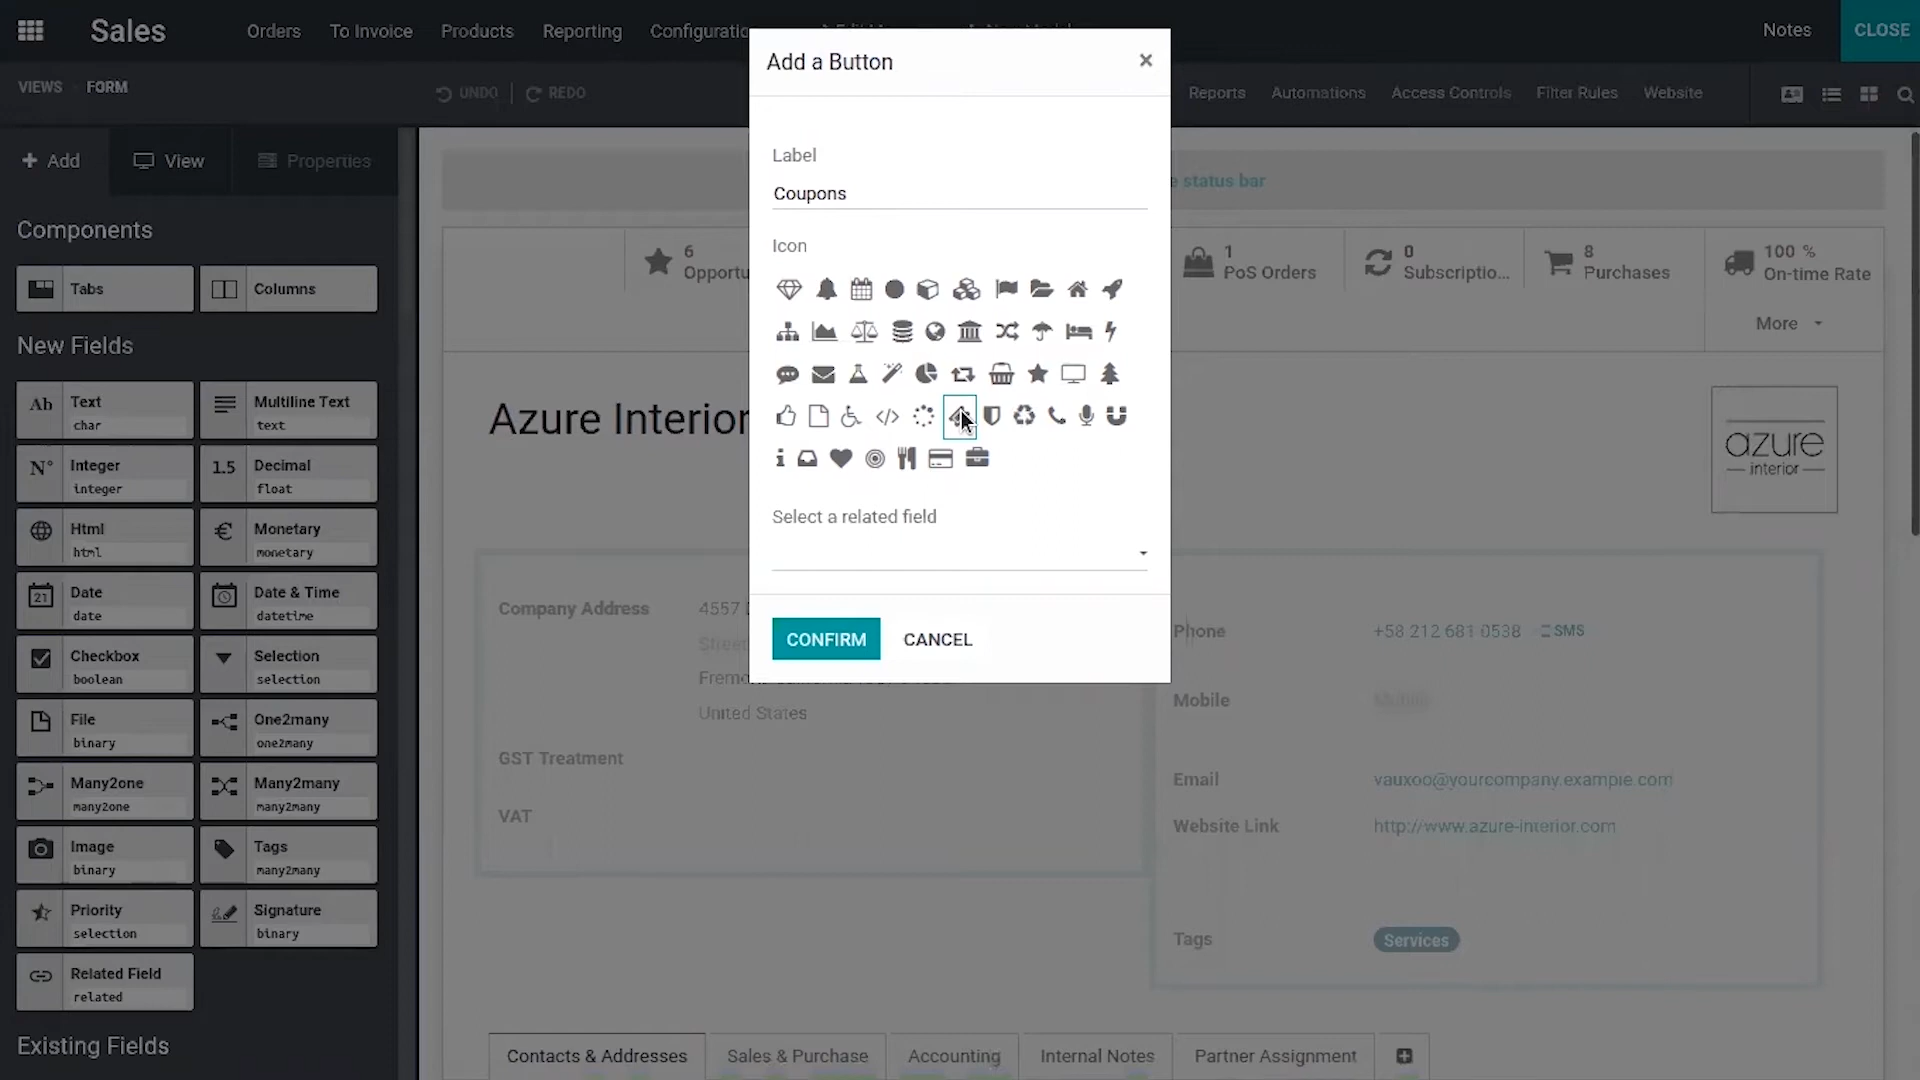 Sales
Orders
To Invoice
Products
Reporting
Notes
CLOSE
VIEWS
FORM
UNDO
REDO
Reports
Automations
Access Controls
Filter Rules
Website
Add
View
Properties
Components
Tabs
Columns
New Fields
Ab Text
char
Multiline Text
text
N° Integer
integer
1.5 Decimal
float
Html
html
€ Monetary
monetary
21 Date
date
Date & Time
datetime
Checkbox
boolean
Selection
selection
File
binary
One2many
one2many
Many2one
many2one
Many2many
many2many
Image
binary
Tags
many2many
Priority
selection
Signature
binary
Related Field
related
Existing Fields
Add a Button
×
Label
Coupons
Icon
Select a related field
CONFIRM
CANCEL
status bar
6
1
PoS Orders
0
Subscriptio...
8
Purchases
100 %
On-time Rate
More
Azure Interior
azure
interior
Company Address
4557
United States
GST Treatment
VAT
Phone
+58 212 681 0538
SMS
Mobile
Email
vauxoo@yourcompany.example.com
Website Link
http://www.azure-interior.com
Tags
Services
Contacts & Addresses
Sales & Purchase
Accounting
Internal Notes
Partner Assignment